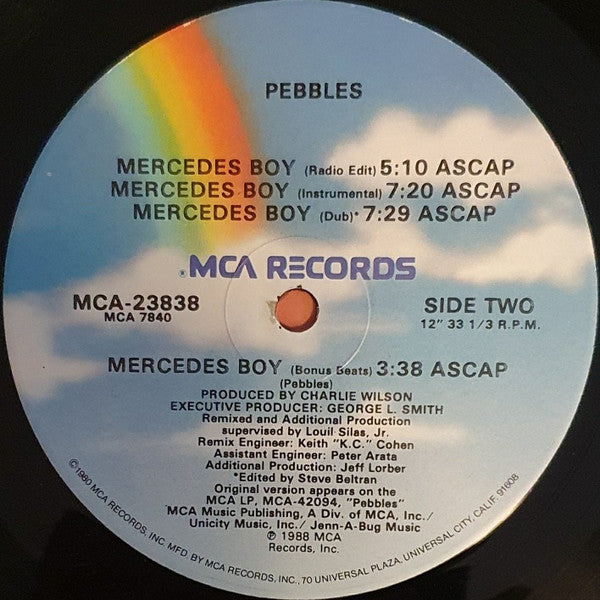 PEBBLES
MERCEDES BOY (Radio Edit) 5:10 ASCAP
MERCEDES BOY (Instrumental) 7:20 ASCAP
MERCEDES BOY (Dub)* 7:29 ASCAP
®MCA RECORDS
MCA-23838
MCA 7840
SIDE TWO
12" 33 1/3 R.P.M.
MERCEDES BOY (Bonus Beats) 3:38 ASCAP
(Pebbles)
PRODUCED BY CHARLIE WILSON
EXECUTIVE PRODUCER: GEORGE L. SMITH
Remixed and Additional Production
supervised by Louil Silas, Jr.
Remix Engineer: Keith "K.C." Cohen
Assistant Engineer: Peter Arata
Additional Production: Jeff Lorber
*Edited by Steve Beltran
Original version appears on the
MCA LP, MCA-42094, "Pebbles"
MCA Music Publishing, A Div. of MCA, Inc./
Unicity Music, Inc./ Jenn-A-Bug Music
℗ 1988 MCA
Records, Inc.
©1980 MCA RECORDS, INC. MFD. BY MCA RECORDS, INC., 70 UNIVERSAL PLAZA, UNIVERSAL CITY, CALIF. 91608